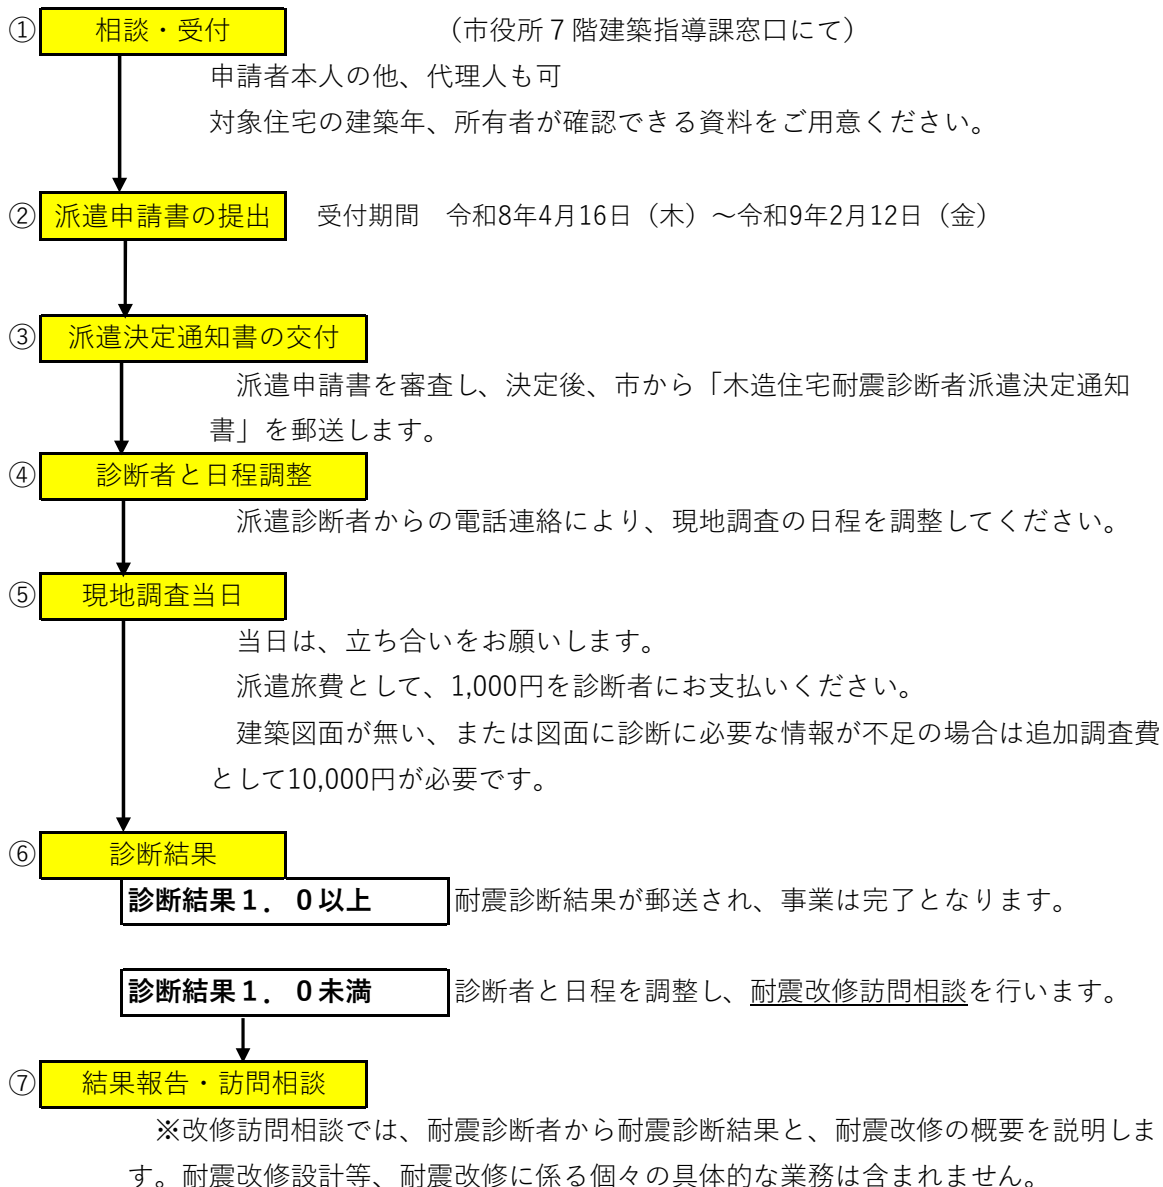 ① 相談・受付 （市役所７階建築指導課窓口にて）
申請者本人の他、代理人も可
対象住宅の建築年、所有者が確認できる資料をご用意ください。
② 派遣申請書の提出 受付期間　令和8年4月16日（木）～令和9年2月12日（金）
③ 派遣決定通知書の交付
派遣申請書を審査し、決定後、市から「木造住宅耐震診断者派遣決定通知
書」を郵送します。
④ 診断者と日程調整
派遣診断者からの電話連絡により、現地調査の日程を調整してください。
⑤ 現地調査当日
当日は、立ち合いをお願いします。
派遣旅費として、1,000円を診断者にお支払いください。
建築図面が無い、または図面に診断に必要な情報が不足の場合は追加調査費
として10,000円が必要です。
⑥ 診断結果
診断結果１．０以上 耐震診断結果が郵送され、事業は完了となります。
診断結果１．０未満 診断者と日程を調整し、耐震改修訪問相談を行います。
⑦ 結果報告・訪問相談
※改修訪問相談では、耐震診断者から耐震診断結果と、耐震改修の概要を説明しま
す。耐震改修設計等、耐震改修に係る個々の具体的な業務は含まれません。